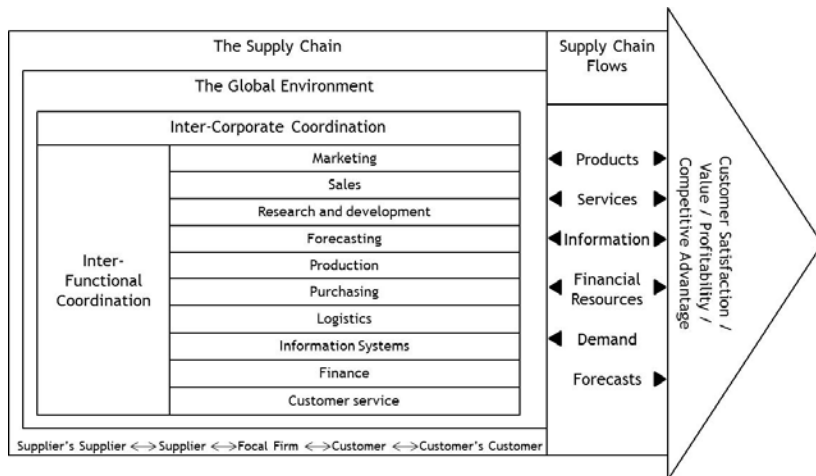 The Supply Chain
Supply Chain
Flows
The Global Environment
Inter-Corporate Coordination
Inter-
Functional
Coordination
Marketing
Sales
Research and development
Forecasting
Production
Purchasing
Logistics
Information Systems
Finance
Customer service
Products
Services
Information
Financial
Resources
Demand
Forecasts
Customer Satisfaction /
Value / Profitability /
Competitive Advantage
Supplier's Supplier <--> Supplier <--> Focal Firm <--> Customer <--> Customer's Customer